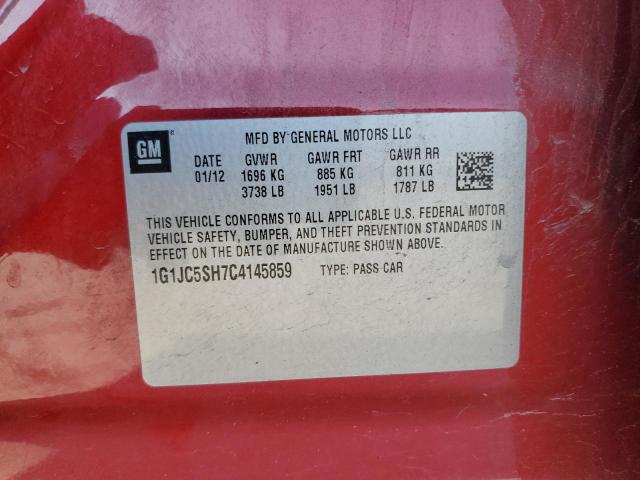 GM
MFD BY GENERAL MOTORS LLC
DATE GVWR GAWR FRT GAWR RR
01/12 1696 KG 885 KG 811 KG
3738 LB 1951 LB 1787 LB
THIS VEHICLE CONFORMS TO ALL APPLICABLE U.S. FEDERAL MOTOR
VEHICLE SAFETY, BUMPER, AND THEFT PREVENTION STANDARDS IN
EFFECT ON THE DATE OF MANUFACTURE SHOWN ABOVE.
1G1JC5SH7C4145859 TYPE: PASS CAR